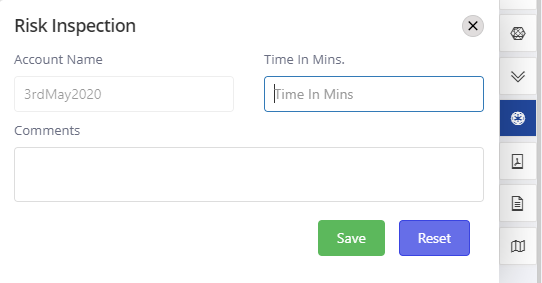 Risk Inspection
Account Name
Time In Mins.
3rdMay2020
Time In Mins
Comments
Save
Reset